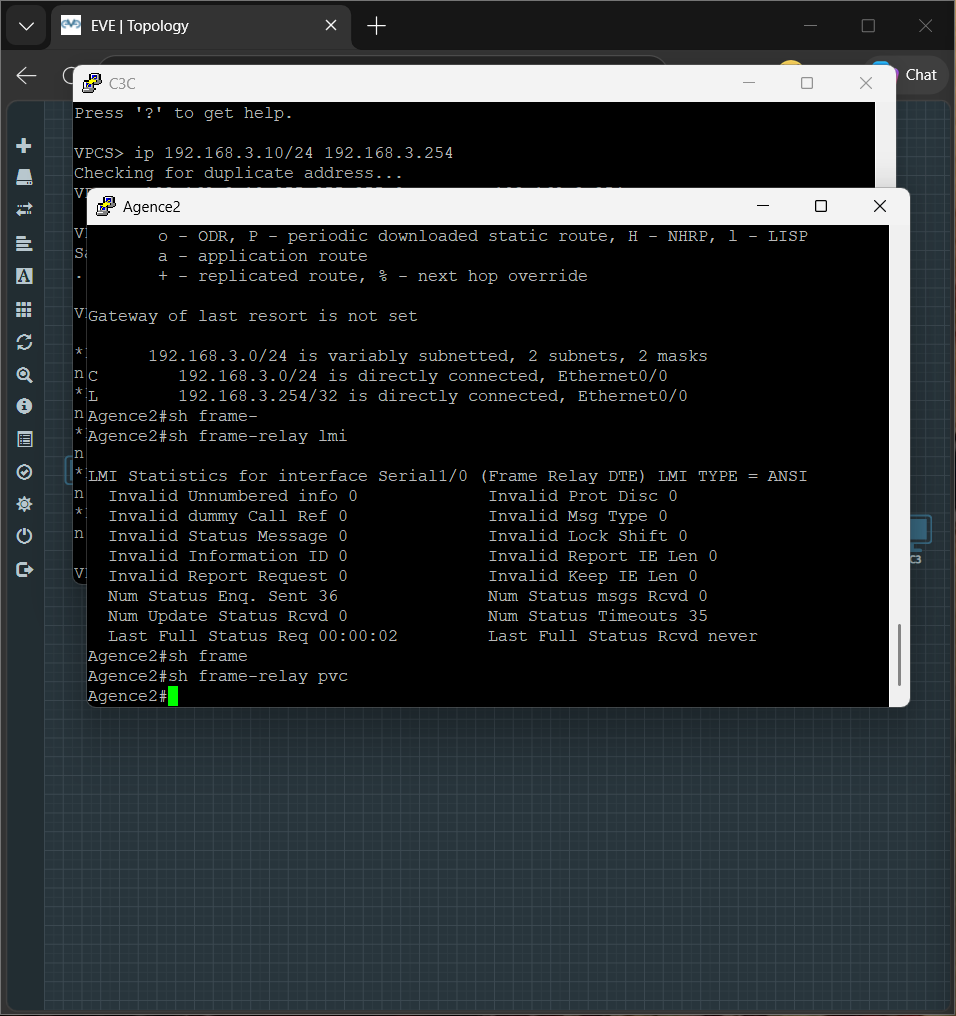 EVE | Topology
Chat
C3C
Press '?' to get help.
VPCS> ip 192.168.3.10/24 192.168.3.254
Checking for duplicate address...
Agence2
o - ODR, P - periodic downloaded static route, H - NHRP, l - LISP
a - application route
+ - replicated route, % - next hop override
Gateway of last resort is not set
192.168.3.0/24 is variably subnetted, 2 subnets, 2 masks
C 192.168.3.0/24 is directly connected, Ethernet0/0
L 192.168.3.254/32 is directly connected, Ethernet0/0
Agence2#sh frame-
Agence2#sh frame-relay lmi
LMI Statistics for interface Serial1/0 (Frame Relay DTE) LMI TYPE = ANSI
Invalid Unnumbered info 0 Invalid Prot Disc 0
Invalid dummy Call Ref 0 Invalid Msg Type 0
Invalid Status Message 0 Invalid Lock Shift 0
Invalid Information ID 0 Invalid Report IE Len 0
Invalid Report Request 0 Invalid Keep IE Len 0
Num Status Enq. Sent 36 Num Status msgs Rcvd 0
Num Update Status Rcvd 0 Num Status Timeouts 35
Last Full Status Req 00:00:02 Last Full Status Rcvd never
Agence2#sh frame
Agence2#sh frame-relay pvc
Agence2#
C3